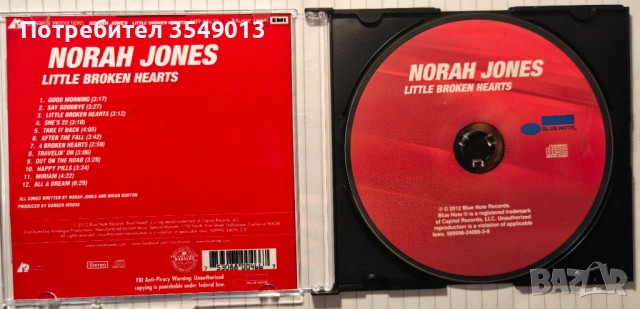 Потребител 3549013
EMI
NORAH JONES
LITTLE BROKEN HEARTS
1. GOOD MORNING (3:17)
2. SAY GOODBYE (3:27)
3. LITTLE BROKEN HEARTS (3:12)
4. SHE'S 22 (3:10)
5. TAKE IT BACK (4:05)
6. AFTER THE FALL (3:42)
7. 4 BROKEN HEARTS (2:59)
8. TRAVELIN' ON (3:06)
9. OUT ON THE ROAD (3:28)
10. HAPPY PILLS (3:34)
11. MIRIAM (4:22)
12. ALL A DREAM (6:29)
ALL SONGS WRITTEN BY NORAH JONES AND BRIAN BURTON
PRODUCED BY DANGER MOUSE
Stereo
FBI Anti-Piracy Warning: Unauthorized
copying is punishable under federal law.
NORAH JONES
LITTLE BROKEN HEARTS
BLUE NOTE
© 2012 Blue Note Records.
Blue Note ® is a registered trademark
of Capitol Records, LLC. Unauthorized
reproduction is a violation of applicable
laws.
BAZAR